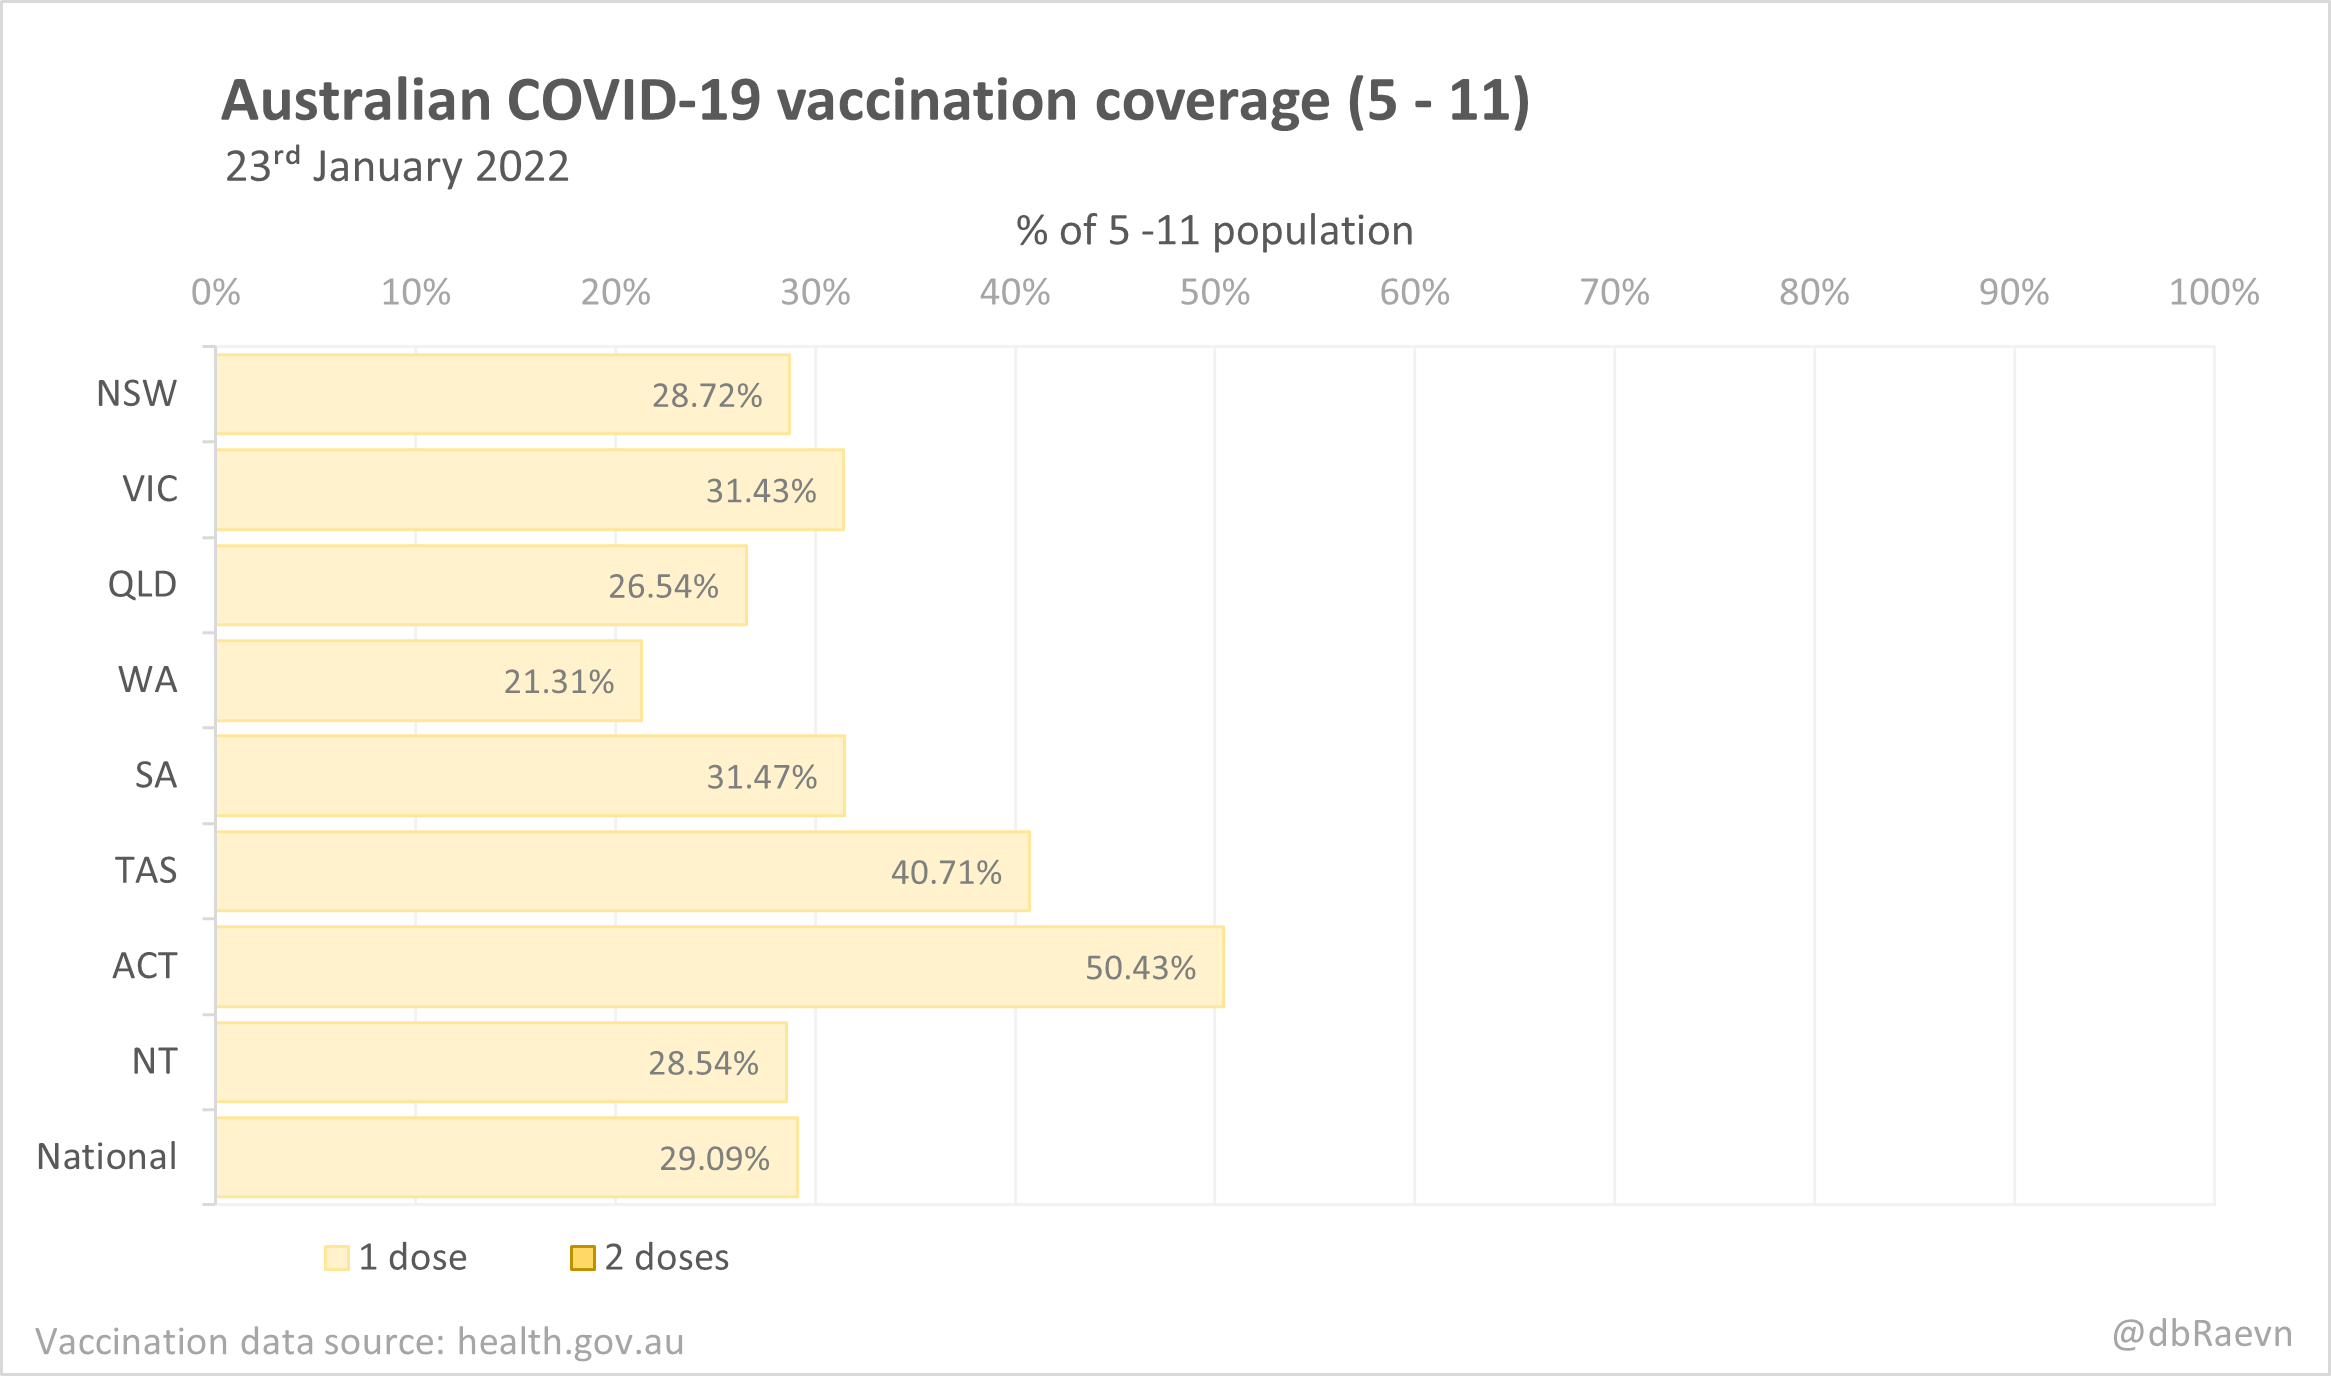 Australian COVID-19 vaccination coverage (5 - 11)
23rd January 2022
% of 5 -11 population
0% 10% 20% 30% 40% 50% 60% 70% 80% 90% 100%
NSW 28.72%
VIC 31.43%
QLD 26.54%
WA 21.31%
SA 31.47%
TAS 40.71%
ACT 50.43%
NT 28.54%
National 29.09%
1 dose 2 doses
Vaccination data source: health.gov.au
@dbRaevn